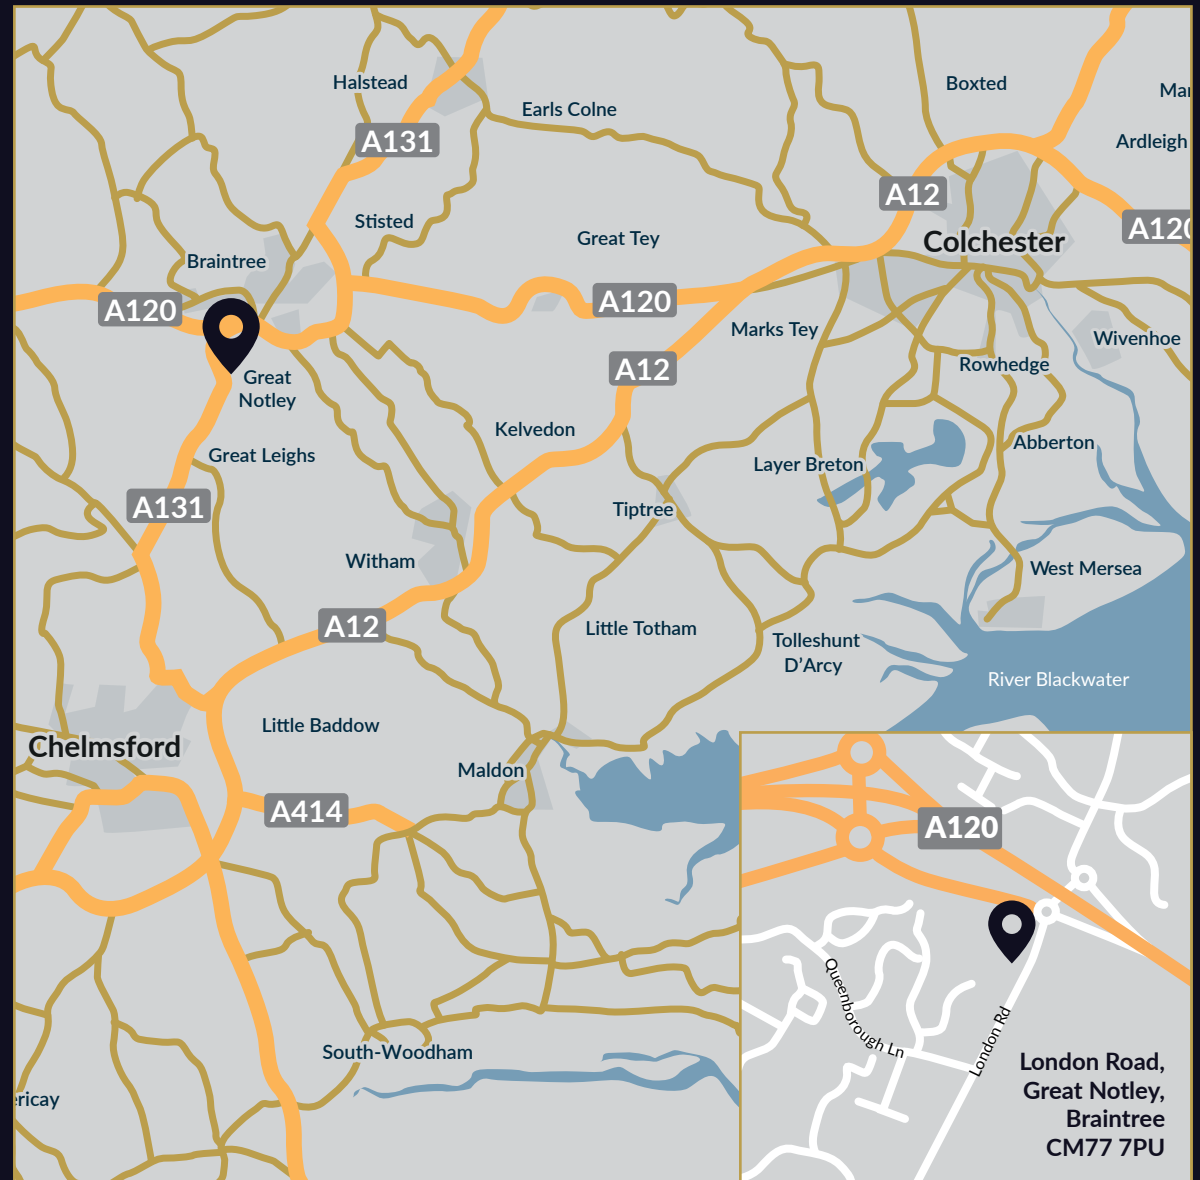 Halstead
Boxted
Mar
Earls Colne
A131
Ardleigh
A12
Stisted
A120
Great Tey
Colchester
Braintree
A120
A120
Marks Tey
Wivenhoe
A12
Rowhedge
Great
Notley
Kelvedon
Abberton
Great Leighs
Layer Breton
A131
Tiptree
Witham
West Mersea
A12
Little Totham
Tolleshunt
D'Arcy
River Blackwater
Little Baddow
Chelmsford
Maldon
A414
A120
Queenborough Ln
London Rd
South-Woodham
London Road,
Great Notley,
Braintree
CM77 7PU
ericay